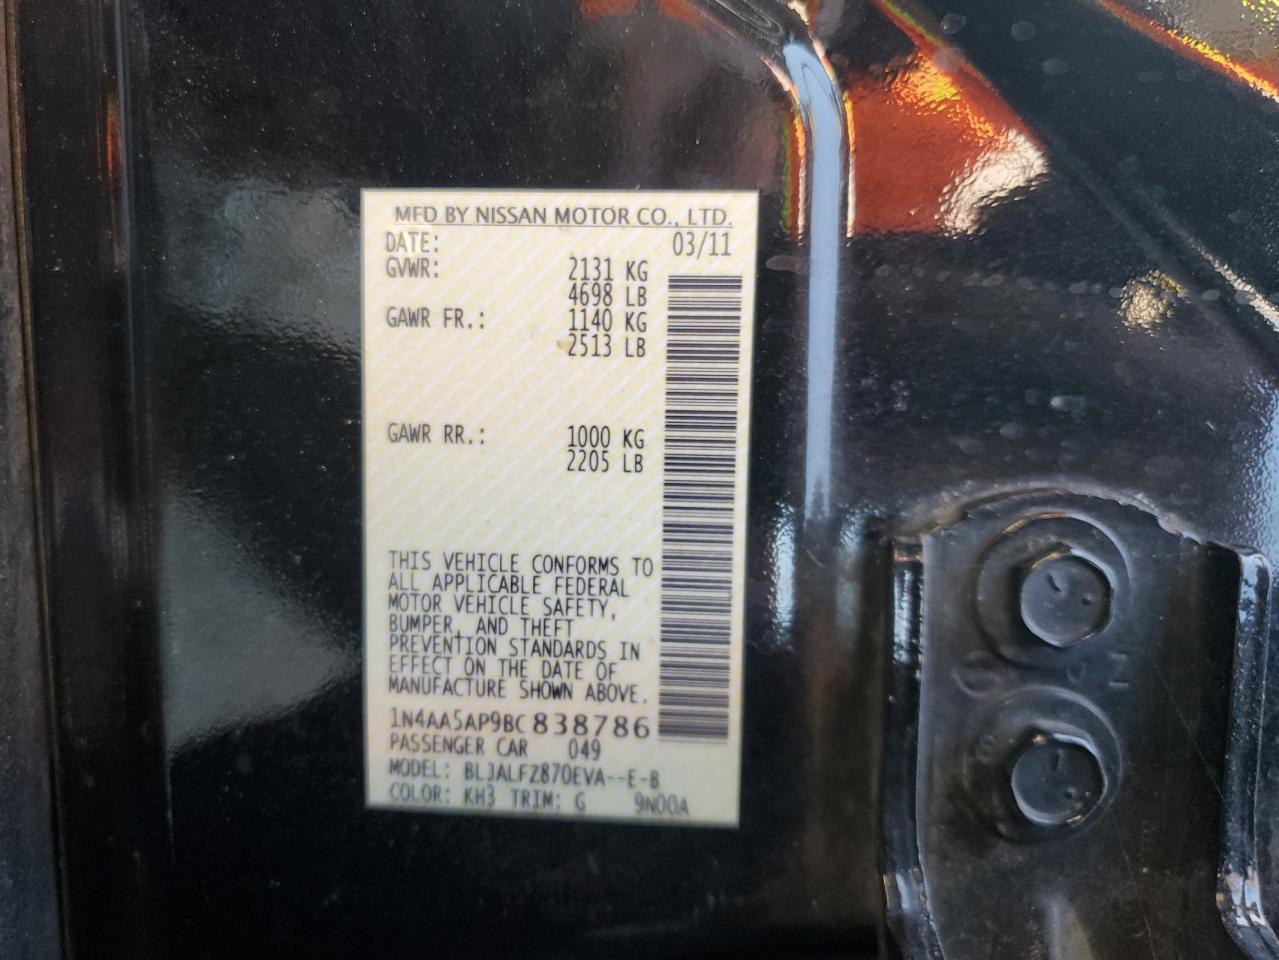 MFD BY NISSAN MOTOR CO., LTD.
DATE: 03/11
GVWR: 2131 KG
4698 LB
GAWR FR.: 1140 KG
2513 LB
GAWR RR.: 1000 KG
2205 LB
THIS VEHICLE CONFORMS TO
ALL APPLICABLE FEDERAL
MOTOR VEHICLE SAFETY,
BUMPER, AND THEFT
PREVENTION STANDARDS IN
EFFECT ON THE DATE OF
MANUFACTURE SHOWN ABOVE.
1N4AA5AP9BC838786
PASSENGER CAR 049
MODEL: BLJALFZ870EVA--E-B
COLOR: KH3 TRIM: G 9N00A